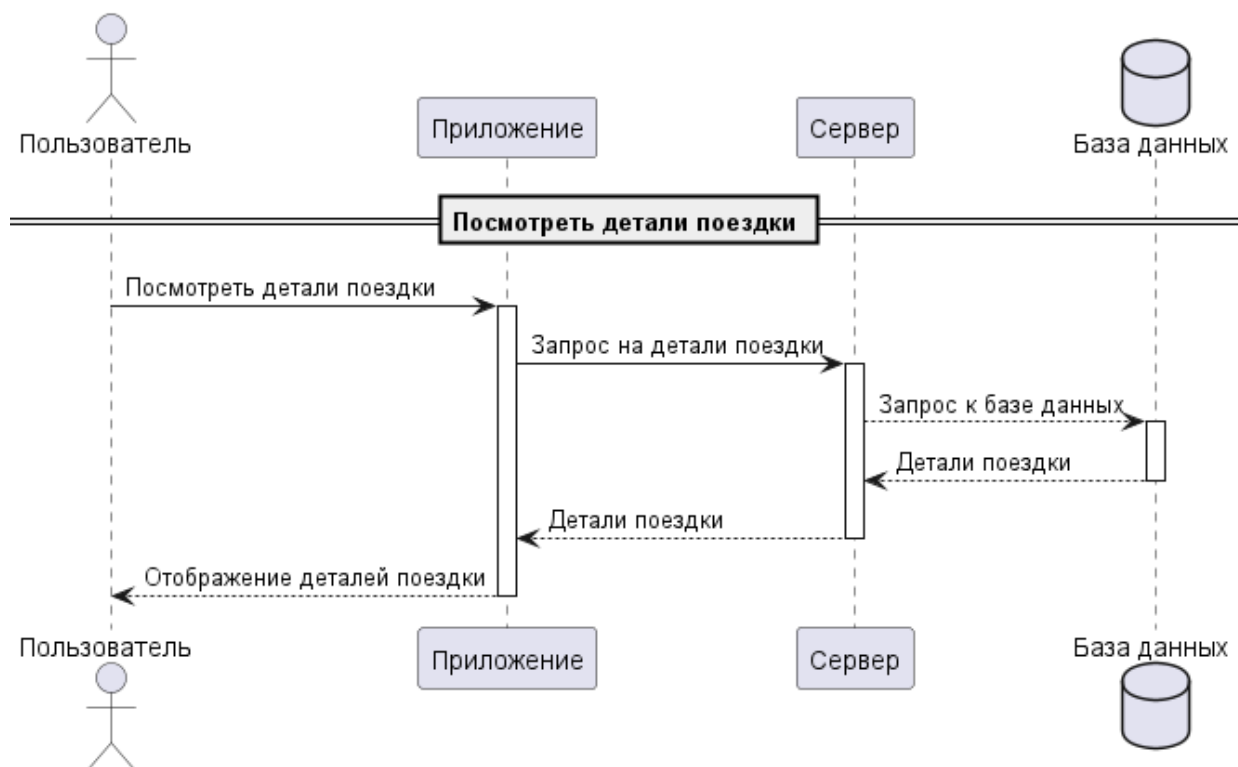 Пользователь
Приложение
Сервер
База данных
Посмотреть детали поездки
Посмотреть детали поездки
Запрос на детали поездки
Запрос к базе данных
Детали поездки
Детали поездки
Отображение деталей поездки
Пользователь
Приложение
Сервер
База данных